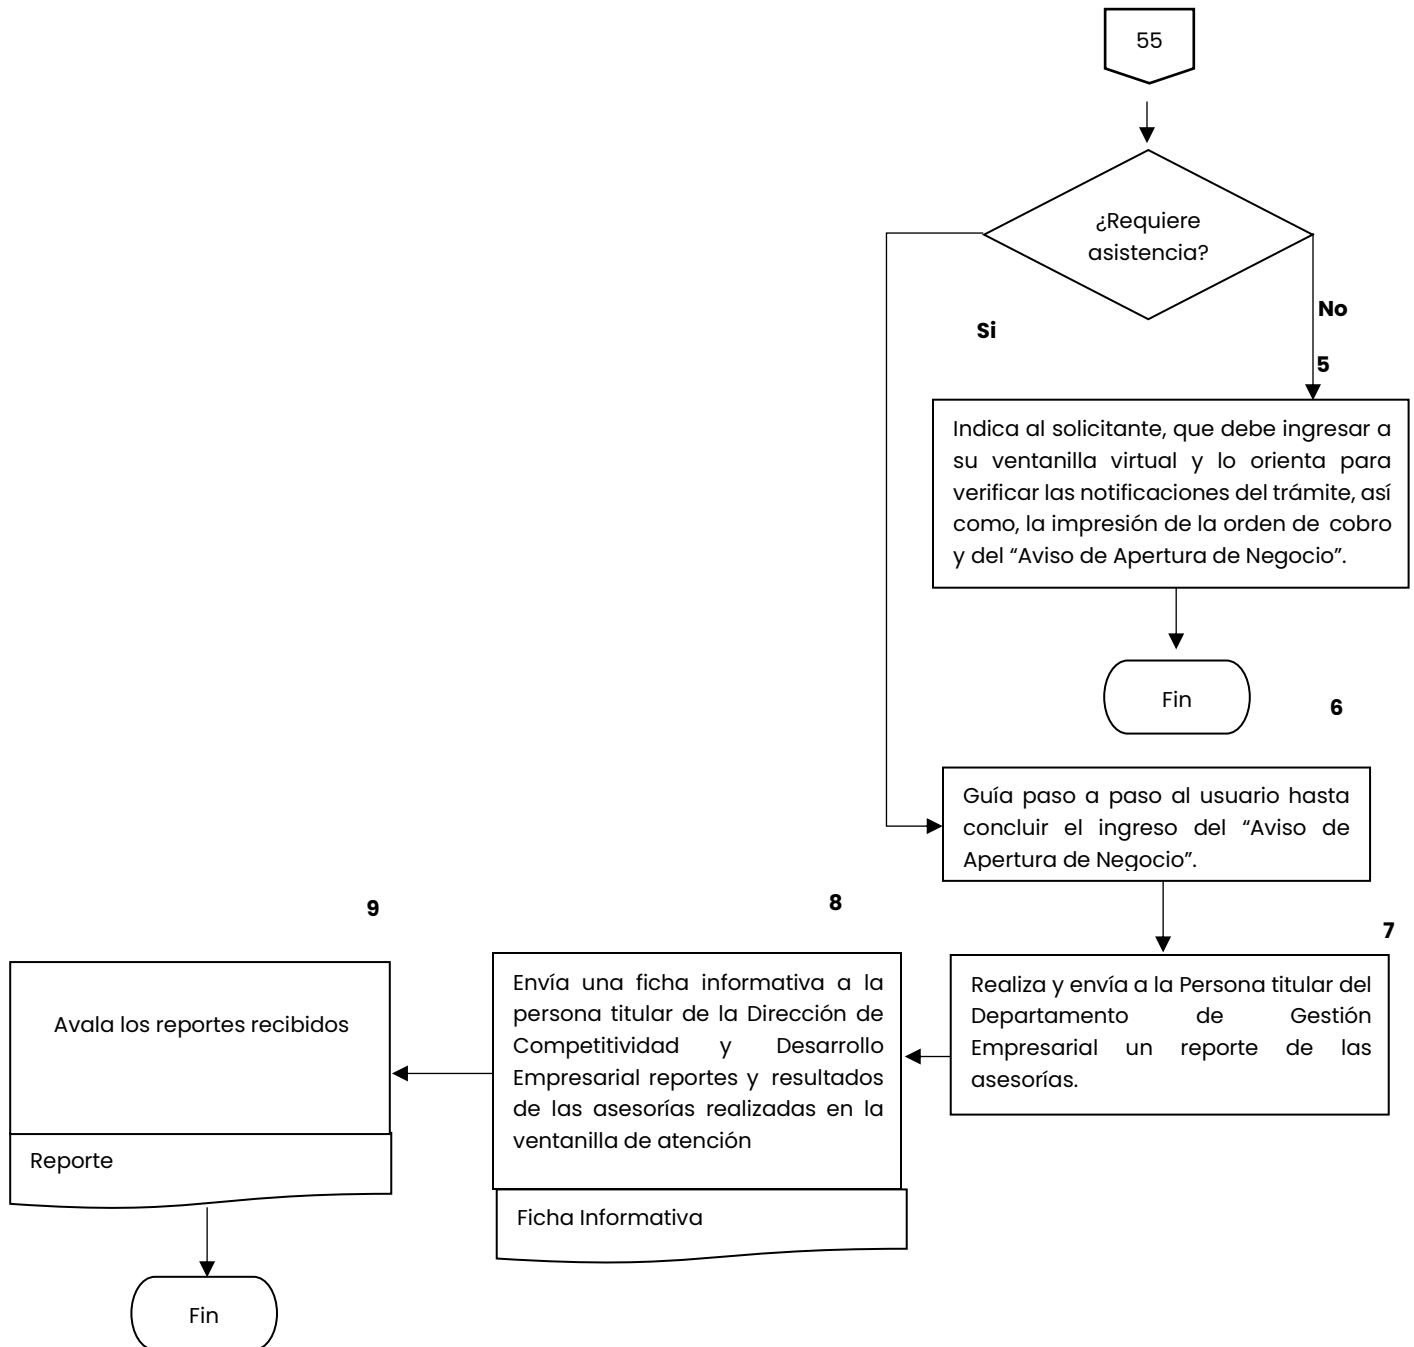 55
¿Requiere
asistencia?
No
Si
5
Indica al solicitante, que debe ingresar a
su ventanilla virtual y lo orienta para
verificar las notificaciones del trámite, así
como, la impresión de la orden de cobro
y del “Aviso de Apertura de Negocio”.
Fin
6
Guía paso a paso al usuario hasta
concluir el ingreso del “Aviso de
Apertura de Negocio”.
7
Realiza y envía a la Persona titular del
Departamento de Gestión
Empresarial un reporte de las
asesorías.
8
Envía una ficha informativa a la
persona titular de la Dirección de
Competitividad y Desarrollo
Empresarial reportes y resultados
de las asesorías realizadas en la
ventanilla de atención
Ficha Informativa
9
Avala los reportes recibidos
Reporte
Fin